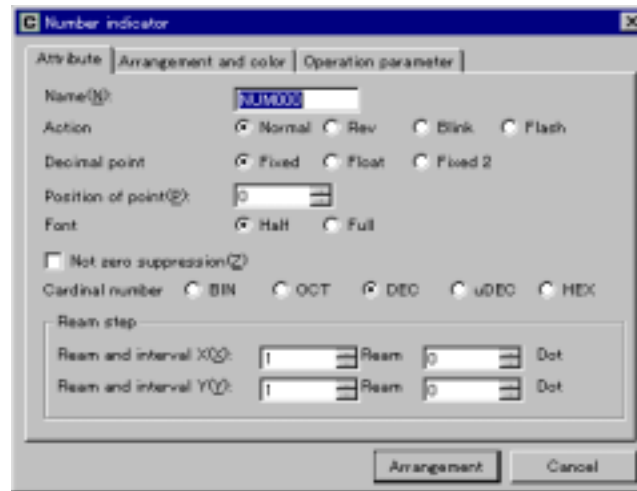 Number indicator
Attribute Arrangement and color Operation parameter
Name(N): NUM000
Action Normal Rev Blink Flash
Decimal point Fixed Float Fixed 2
Position of point(P): 0
Font Half Full
Not zero suppression(Z)
Cardinal number BIN OCT DEC uDEC HEX
Ream step
Ream and interval X(X): 1 Ream 0 Dot
Ream and interval Y(Y): 1 Ream 0 Dot
Arrangement Cancel